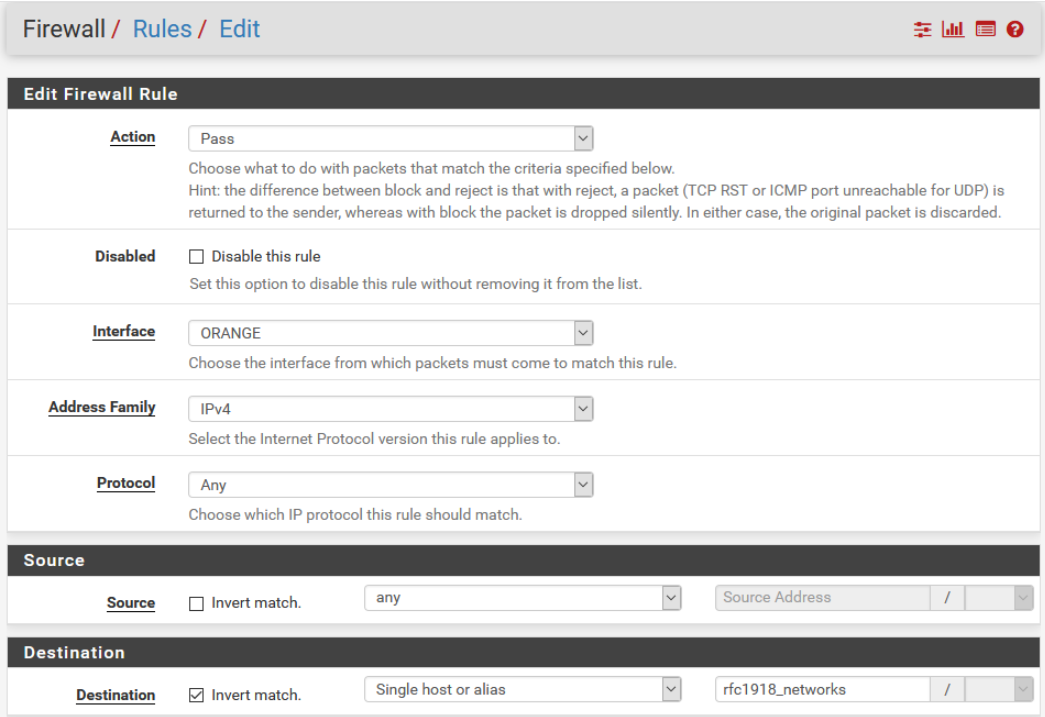 Firewall / Rules / Edit
Edit Firewall Rule
Action Pass
Choose what to do with packets that match the criteria specified below.
Hint: the difference between block and reject is that with reject, a packet (TCP RST or ICMP port unreachable for UDP) is
returned to the sender, whereas with block the packet is dropped silently. In either case, the original packet is discarded.
Disabled Disable this rule
Set this option to disable this rule without removing it from the list.
Interface ORANGE
Choose the interface from which packets must come to match this rule.
Address Family IPv4
Select the Internet Protocol version this rule applies to.
Protocol Any
Choose which IP protocol this rule should match.
Source
Source Invert match. any Source Address /
Destination
Destination Invert match. Single host or alias rfc1918_networks /